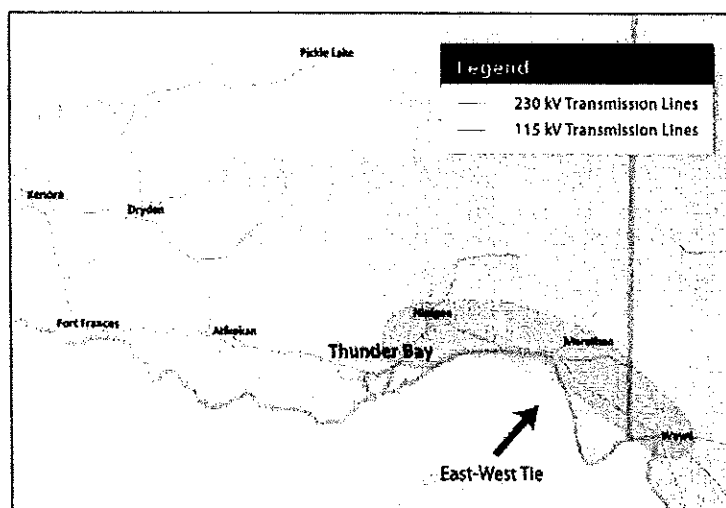 Pickle Lake
Legend
230 kV Transmission Lines
115 kV Transmission Lines
Kenora
Dryden
Nipigon
Fort Frances
Atikokan
Marathon
Thunder Bay
Wawa
East-West Tie